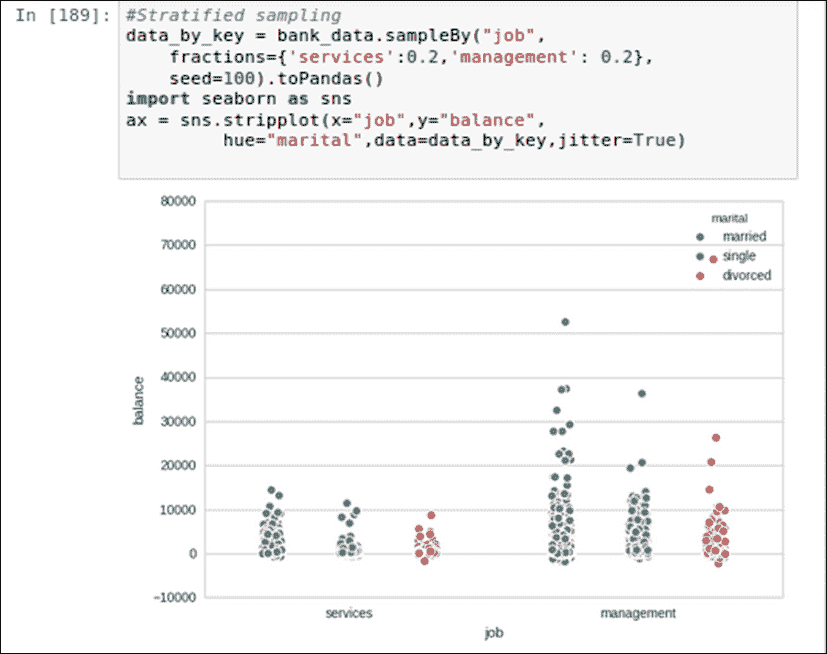 In [189]: #Stratified sampling
data_by_key = bank_data.sampleBy("job",
    fractions={'services':0.2,'management': 0.2},
    seed=100).toPandas()
import seaborn as sns
ax = sns.stripplot(x="job",y="balance",
         hue="marital",data=data_by_key,jitter=True)
80000
70000
60000
50000
40000
30000
20000
10000
0
−10000
balance
marital
married
single
divorced
services
management
job